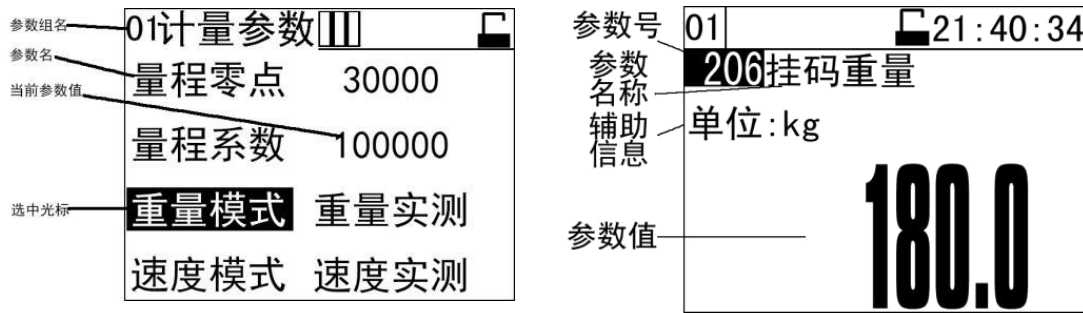 参数组名
参数名
当前参数值
选中光标
01计量参数
量程零点 30000
量程系数 100000
重量模式 重量实测
速度模式 速度实测
参数号
参数
名称
辅助
信息
参数值
01 21:40:34
206挂码重量
单位:kg
180.0